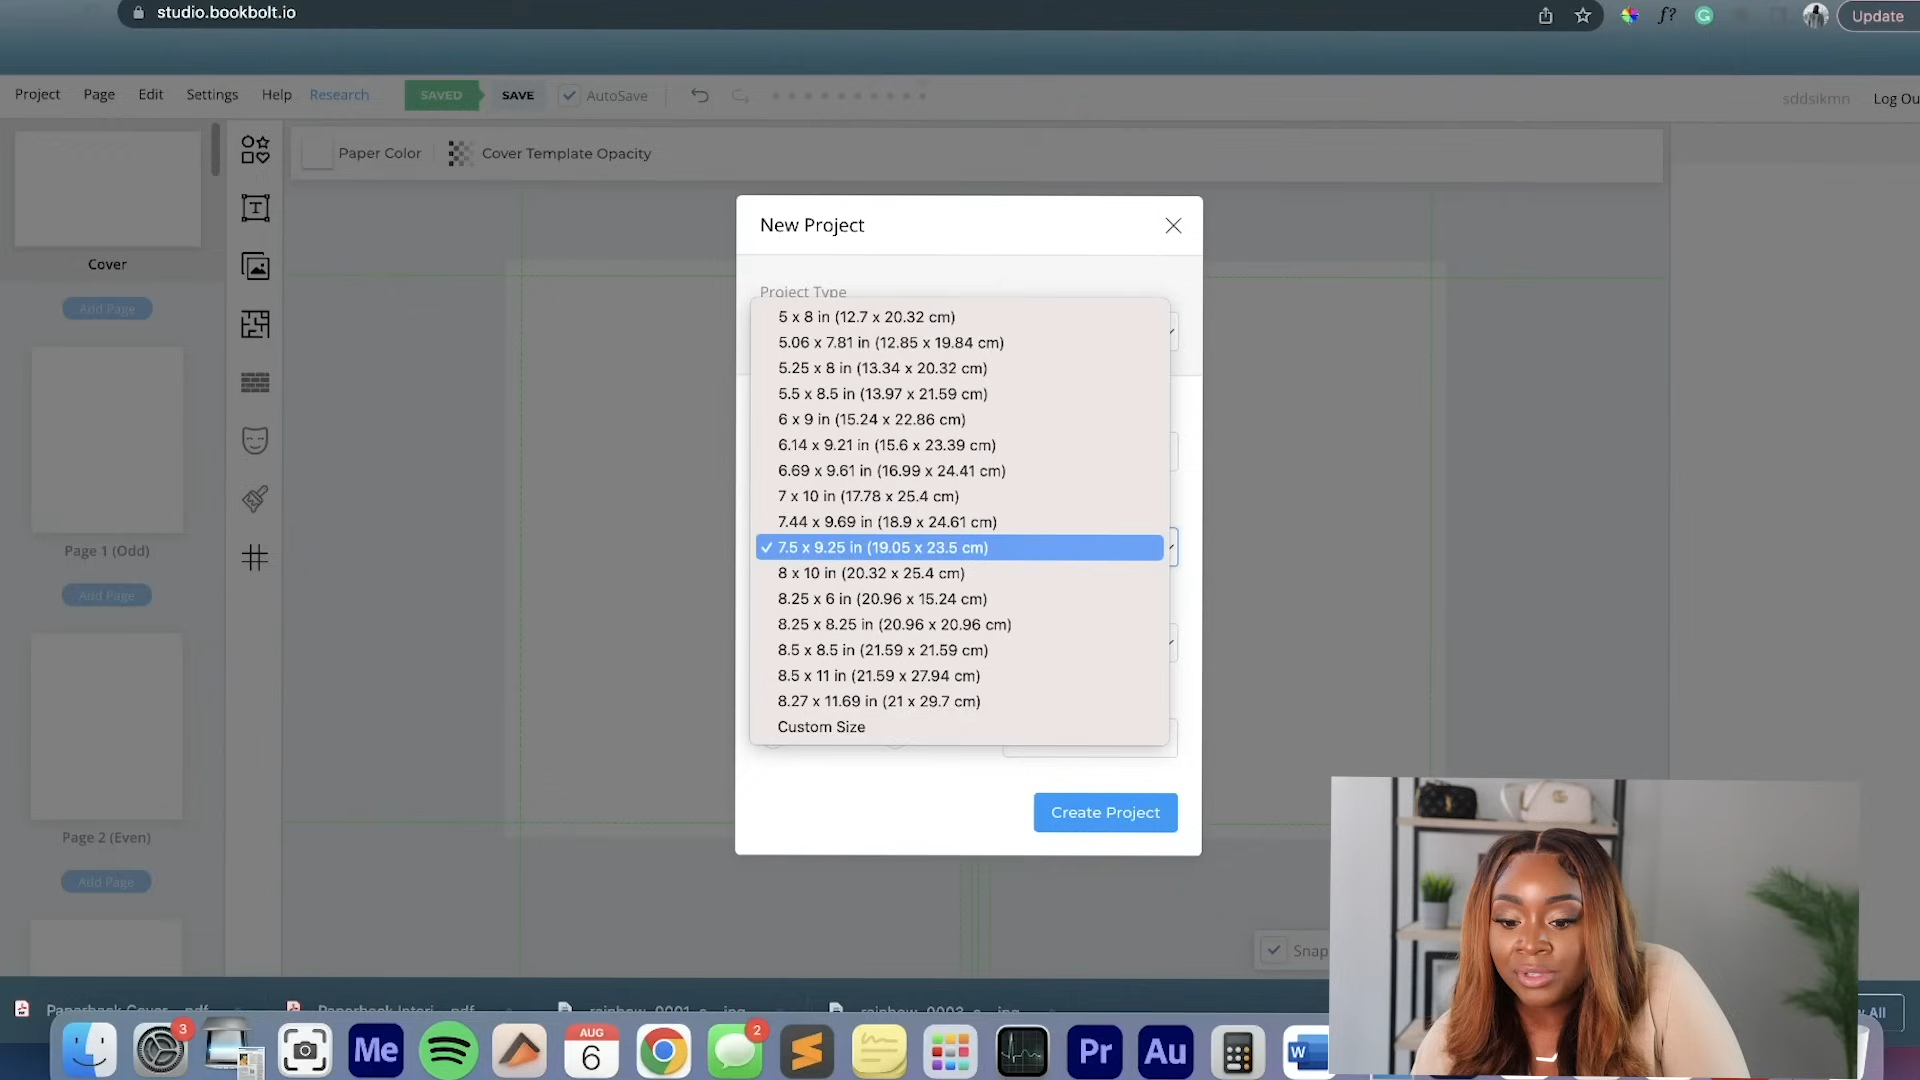 studio.bookbolt.io
Update
Project Page Edit Settings Help Research SAVED SAVE AutoSave
sddsikmn Log Ou
Paper Color Cover Template Opacity
New Project
Project Type
5 x 8 in (12.7 x 20.32 cm)
5.06 x 7.81 in (12.85 x 19.84 cm)
5.25 x 8 in (13.34 x 20.32 cm)
5.5 x 8.5 in (13.97 x 21.59 cm)
6 x 9 in (15.24 x 22.86 cm)
6.14 x 9.21 in (15.6 x 23.39 cm)
6.69 x 9.61 in (16.99 x 24.41 cm)
7 x 10 in (17.78 x 25.4 cm)
7.44 x 9.69 in (18.9 x 24.61 cm)
7.5 x 9.25 in (19.05 x 23.5 cm)
8 x 10 in (20.32 x 25.4 cm)
8.25 x 6 in (20.96 x 15.24 cm)
8.25 x 8.25 in (20.96 x 20.96 cm)
8.5 x 8.5 in (21.59 x 21.59 cm)
8.5 x 11 in (21.59 x 27.94 cm)
8.27 x 11.69 in (21 x 29.7 cm)
Custom Size
Create Project
Cover
Add Page
Page 1 (Odd)
Add Page
Page 2 (Even)
Add Page
Snap
All
3
Me
AUG
6
2
Pr
Au
W